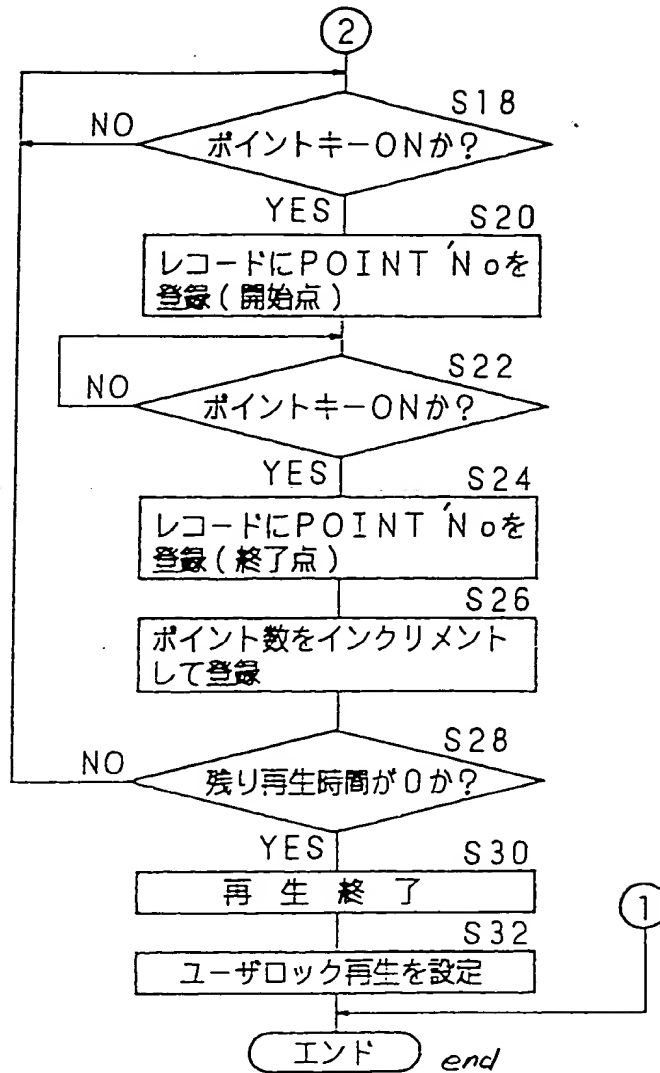 2
S18
NO
ポイントキーONか?
YES
S20
レコードにPOINT'Noを
登録(開始点)
S22
NO
ポイントキーONか?
YES
S24
レコードにPOINT'Noを
登録(終了点)
S26
ポイント数をインクリメント
して登録
S28
NO
残り再生時間が0か?
YES
S30
再生終了
1
S32
ユーザロック再生を設定
エンド
end